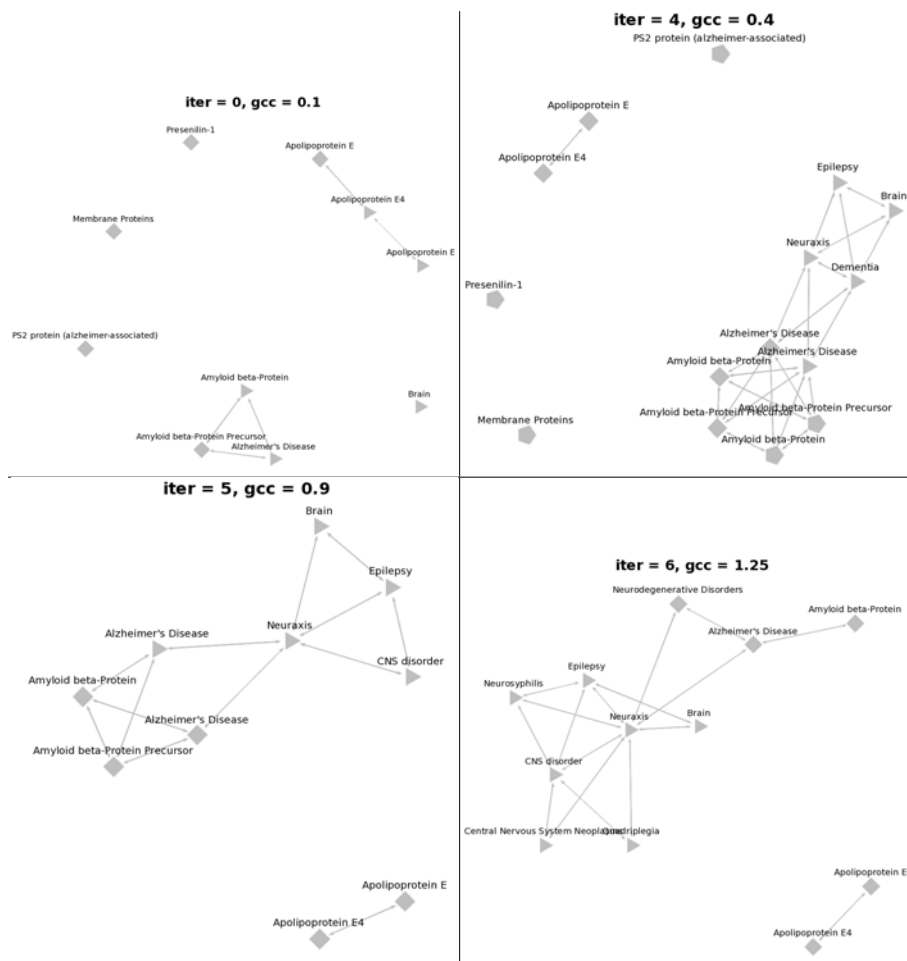 iter = 0, gcc = 0.1
Presenilin-1
Apolipoprotein E
Apolipoprotein E4
Membrane Proteins
Apolipoprotein E
PS2 protein (alzheimer-associated)
Amyloid beta-Protein
Brain
Amyloid beta-Protein Precursor
Alzheimer's Disease
iter = 4, gcc = 0.4
PS2 protein (alzheimer-associated)
Apolipoprotein E
Apolipoprotein E4
Epilepsy
Brain
Neuraxis
Dementia
Presenilin-1
Alzheimer's Disease
Alzheimer's Disease
Amyloid beta-Protein
Amyloid beta-Protein Precursor
Amyloid beta-Protein Precursor
Membrane Proteins
Amyloid beta-Protein
iter = 5, gcc = 0.9
Brain
Epilepsy
Neuraxis
Alzheimer's Disease
CNS disorder
Amyloid beta-Protein
Alzheimer's Disease
Amyloid beta-Protein Precursor
Apolipoprotein E
Apolipoprotein E4
iter = 6, gcc = 1.25
Neurodegenerative Disorders
Amyloid beta-Protein
Alzheimer's Disease
Epilepsy
Neurosyphilis
Neuraxis
Brain
CNS disorder
Central Nervous System Neoplasms
Quadriplegia
Apolipoprotein E
Apolipoprotein E4